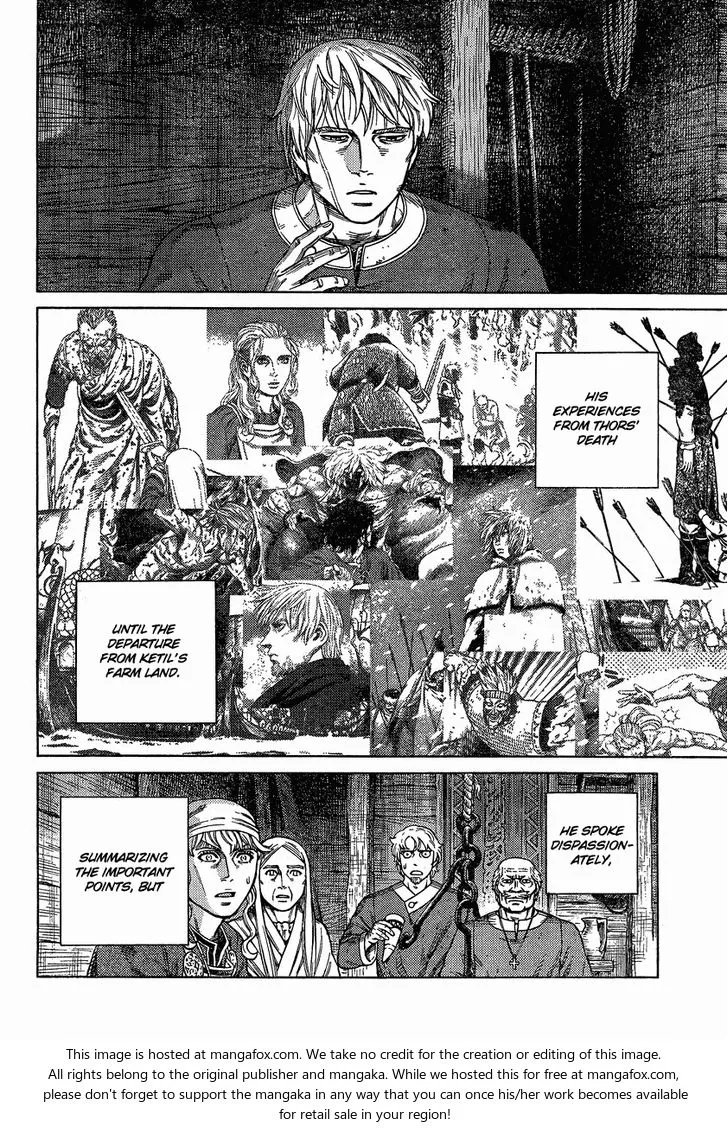 HIS
EXPERIENCES
FROM THORS'
DEATH
UNTIL THE
DEPARTURE
FROM KETIL'S
FARM LAND.
HE SPOKE
DISPASSION-
ATELY,
SUMMARIZING
THE IMPORTANT
POINTS, BUT
This image is hosted at mangafox.com. We take no credit for the creation or editing of this image.
All rights belong to the original publisher and mangaka. While we hosted this for free at mangafox.com,
please don't forget to support the mangaka in any way that you can once his/her work becomes available
for retail sale in your region!